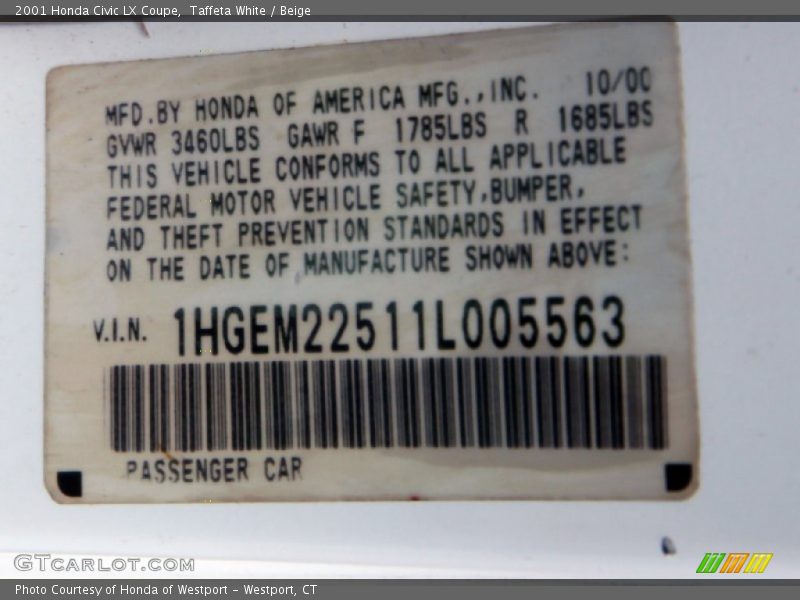 2001 Honda Civic LX Coupe,  Taffeta White / Beige
MFD.BY HONDA OF AMERICA MFG.,INC. 10/00
GVWR 3460LBS GAWR F 1785LBS R 1685LBS
THIS VEHICLE CONFORMS TO ALL APPLICABLE
FEDERAL MOTOR VEHICLE SAFETY,BUMPER,
AND THEFT PREVENTION STANDARDS IN EFFECT
ON THE DATE OF MANUFACTURE SHOWN ABOVE:
V.I.N. 1HGEM22511L005563
PASSENGER CAR
GTCARLOT.COM
Photo Courtesy of Honda of Westport - Westport, CT